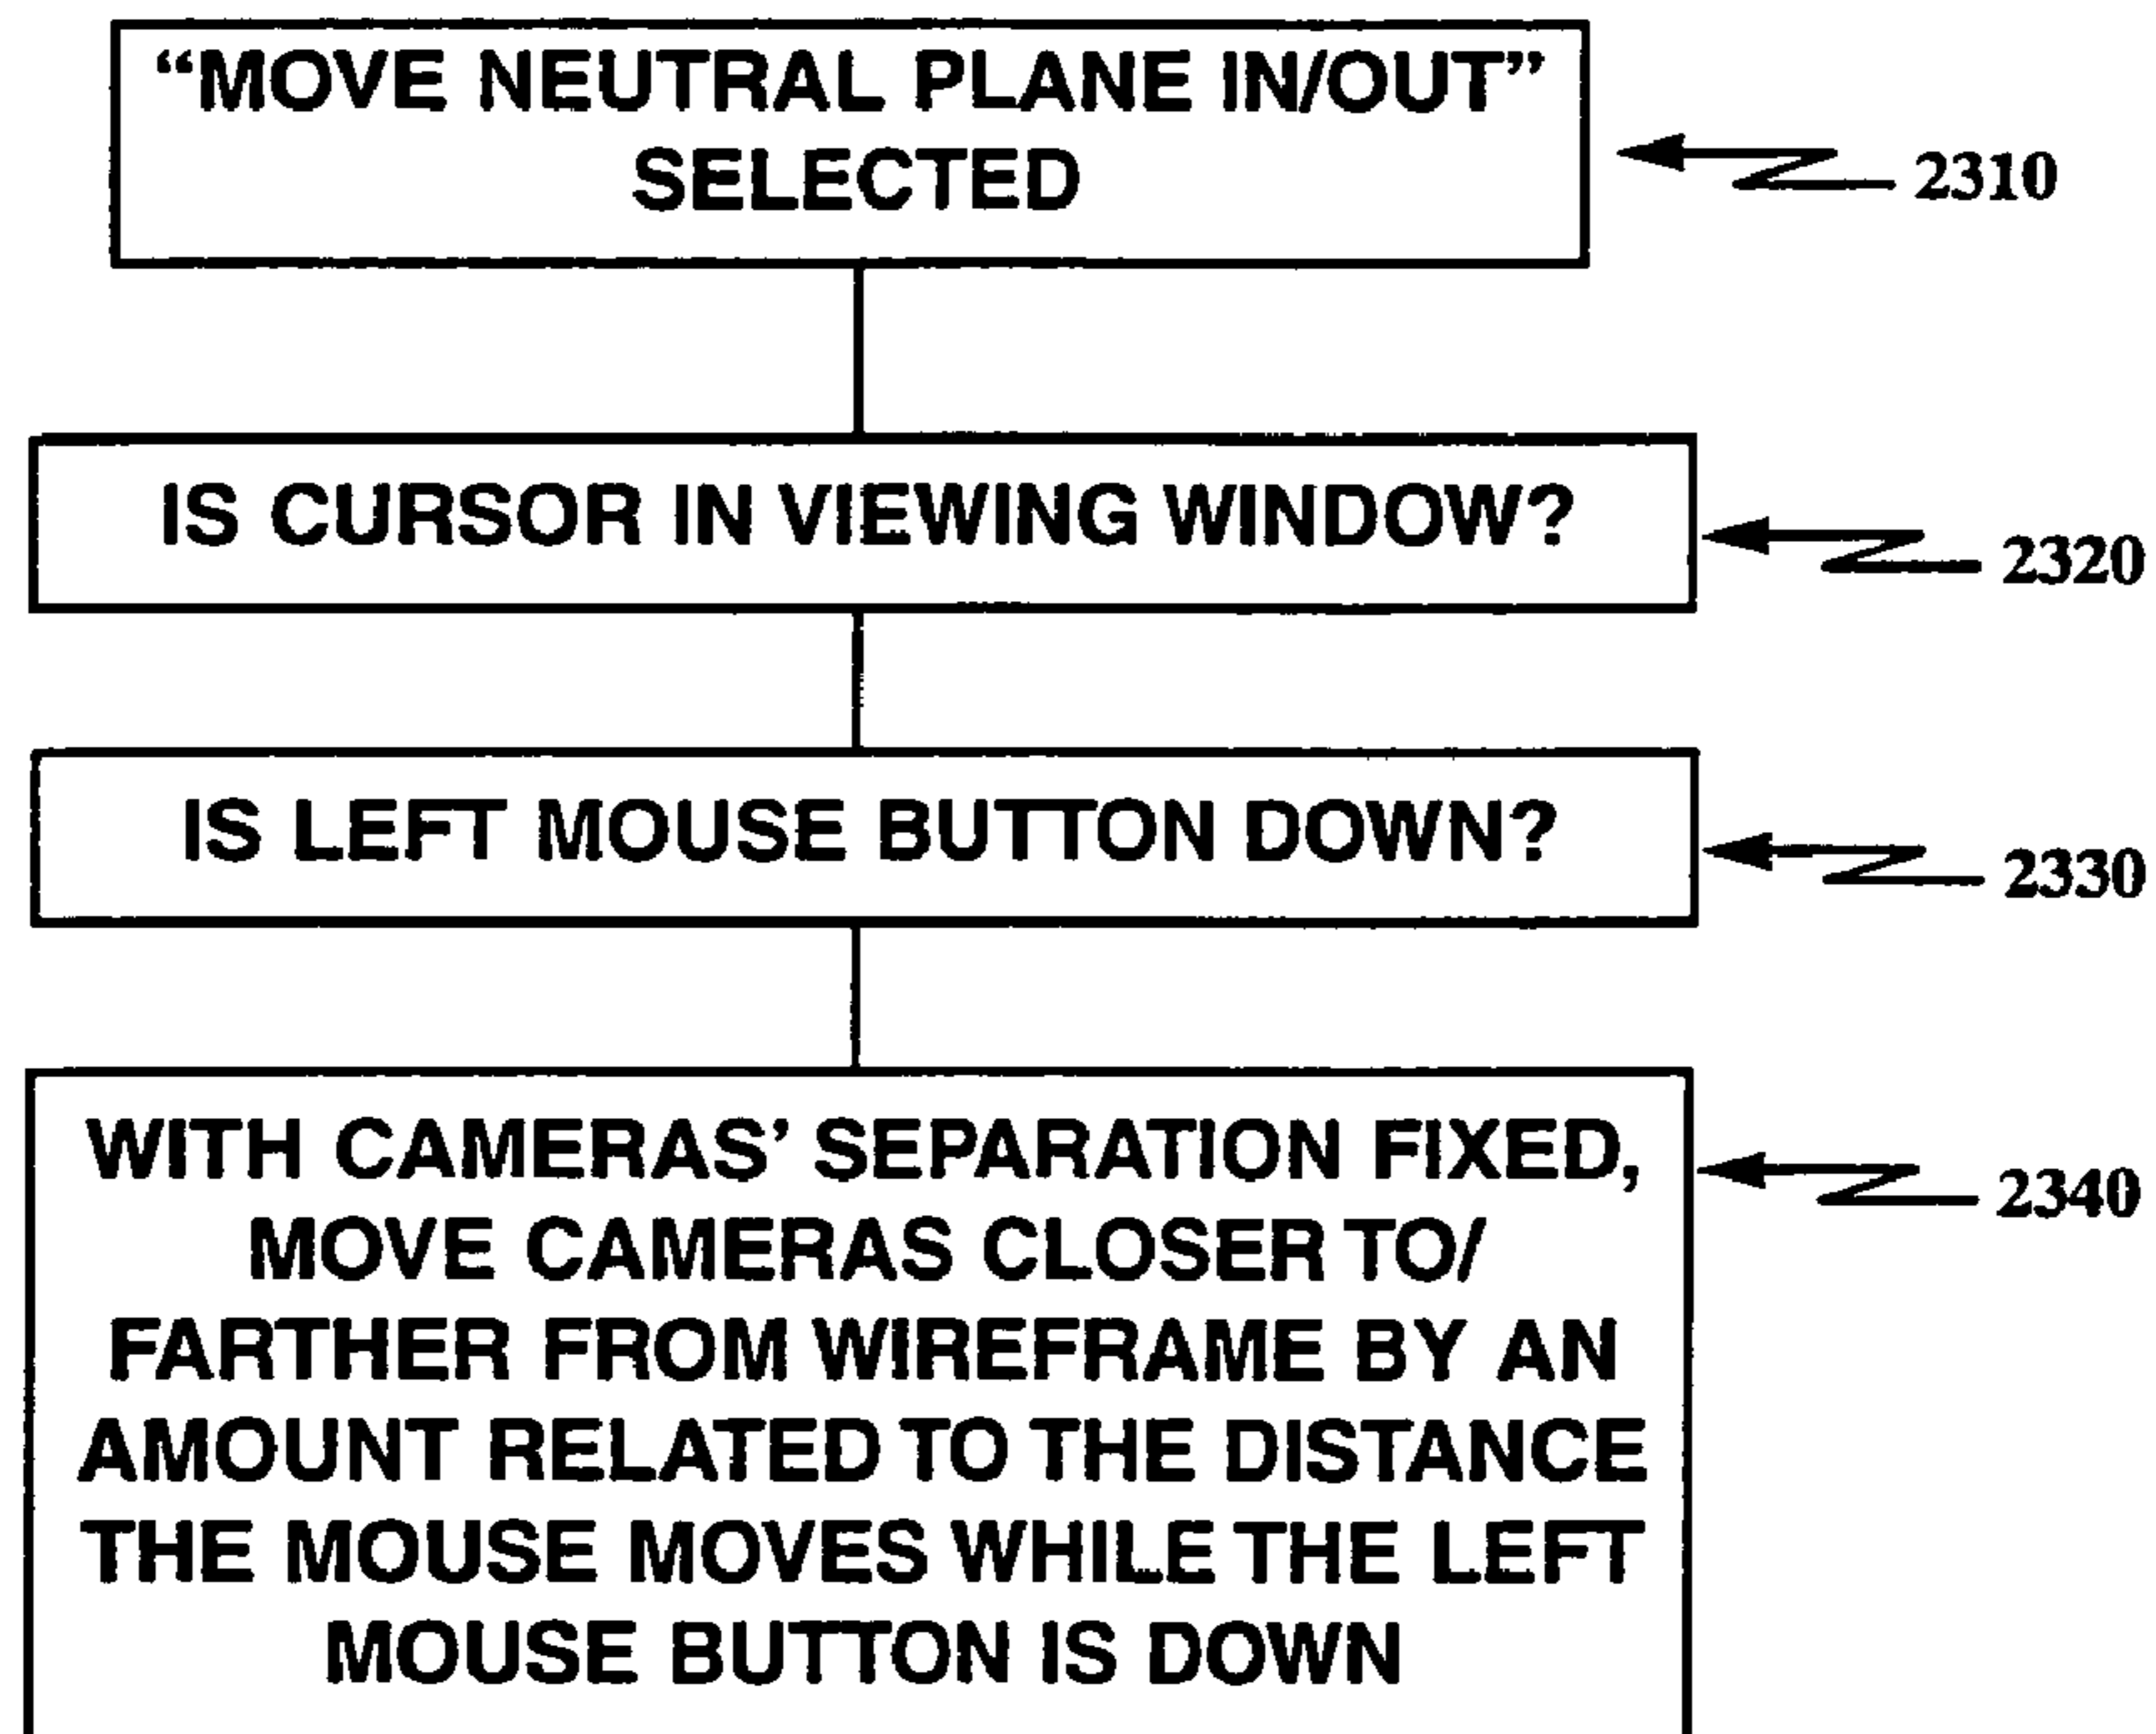 “MOVE NEUTRAL PLANE IN/OUT”
SELECTED
2310
IS CURSOR IN VIEWING WINDOW?
2320
IS LEFT MOUSE BUTTON DOWN?
2330
WITH CAMERAS’ SEPARATION FIXED,
2340
MOVE CAMERAS CLOSER TO/
FARTHER FROM WIREFRAME BY AN
AMOUNT RELATED TO THE DISTANCE
THE MOUSE MOVES WHILE THE LEFT
MOUSE BUTTON IS DOWN